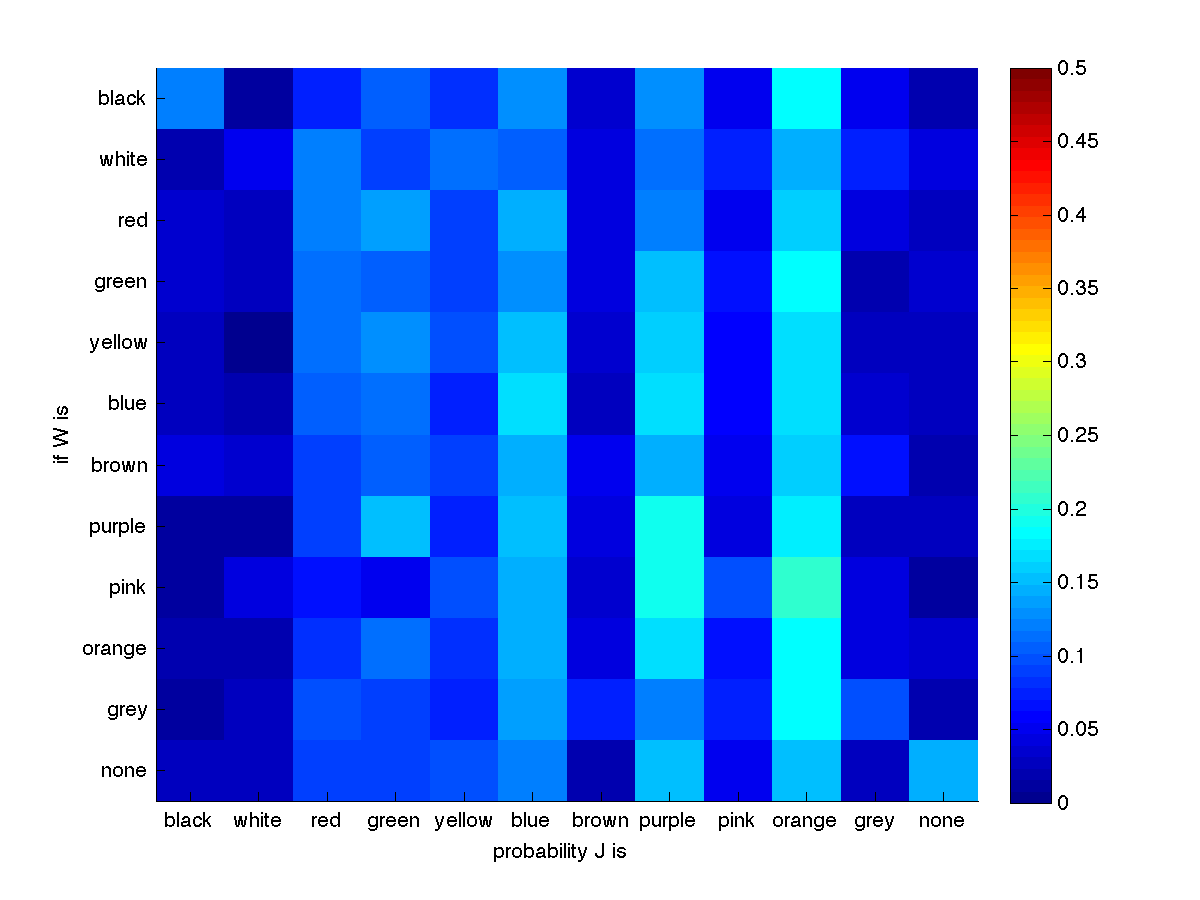 black
white
red
green
yellow
blue
brown
purple
pink
orange
grey
none
if W is
black white red green yellow blue brown purple pink orange grey none
probability J is
0.5
0.45
0.4
0.35
0.3
0.25
0.2
0.15
0.1
0.05
0